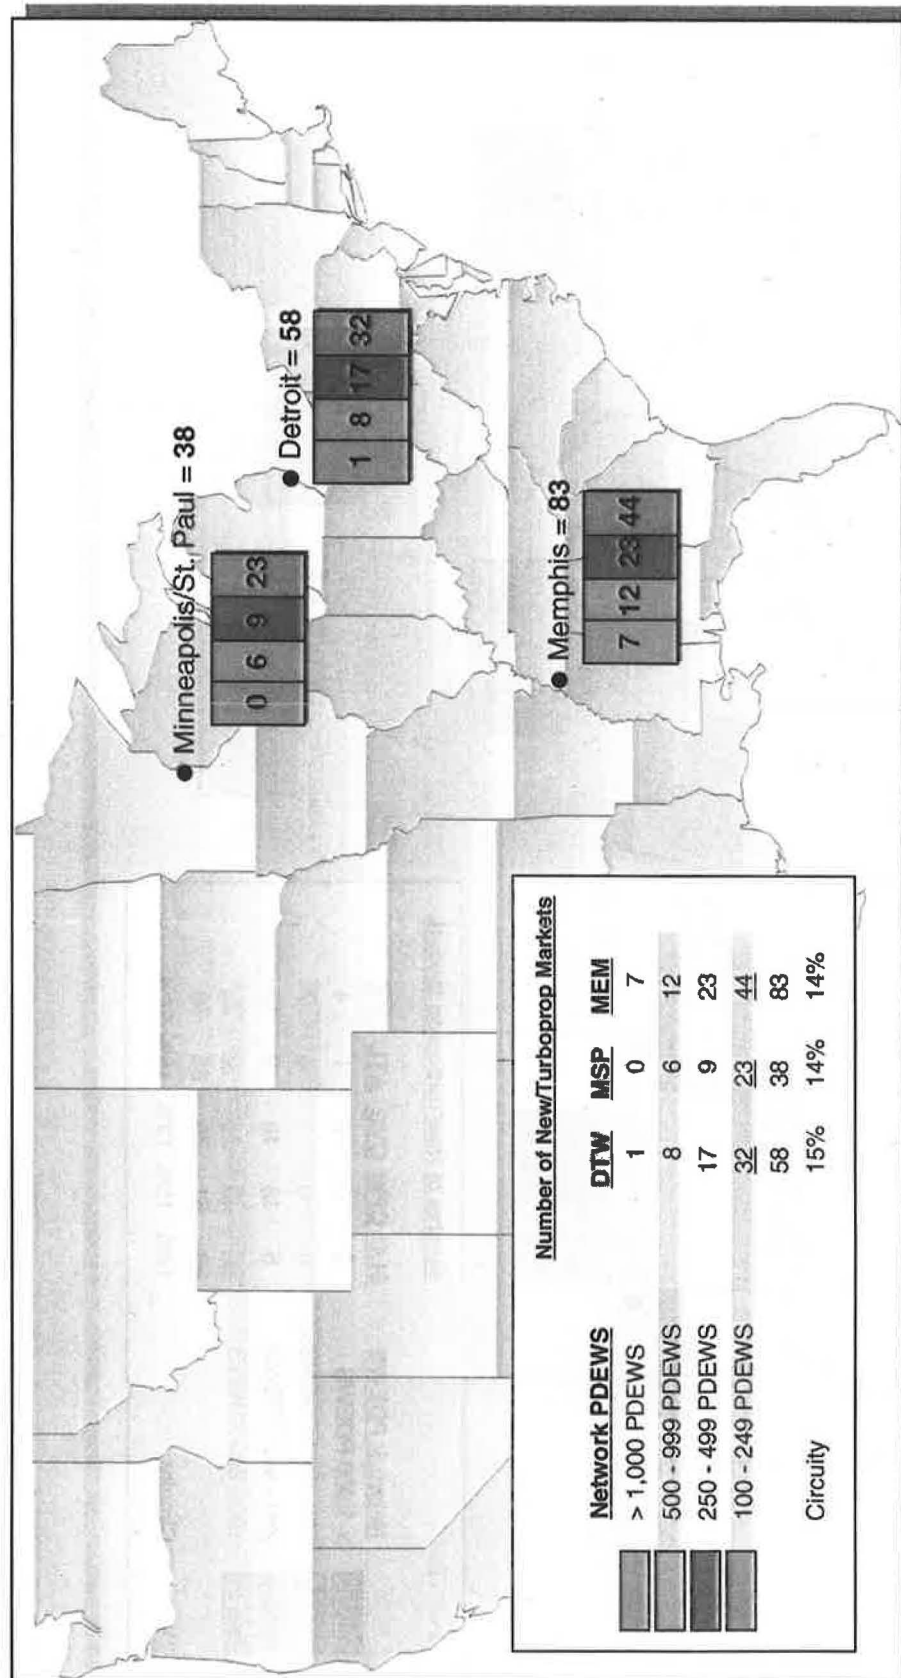 Minneapolis/St. Paul = 38
0 6 9 23
Detroit = 58
1 8 17 32
Memphis = 83
7 12 23 44
Number of New/Turboprop Markets
Network PDEWS DTW MSP MEM
> 1,000 PDEWS 1 0 7
500 - 999 PDEWS 8 6 12
250 - 499 PDEWS 17 9 23
100 - 249 PDEWS 32 23 44
58 38 83
Circuity 15% 14% 14%